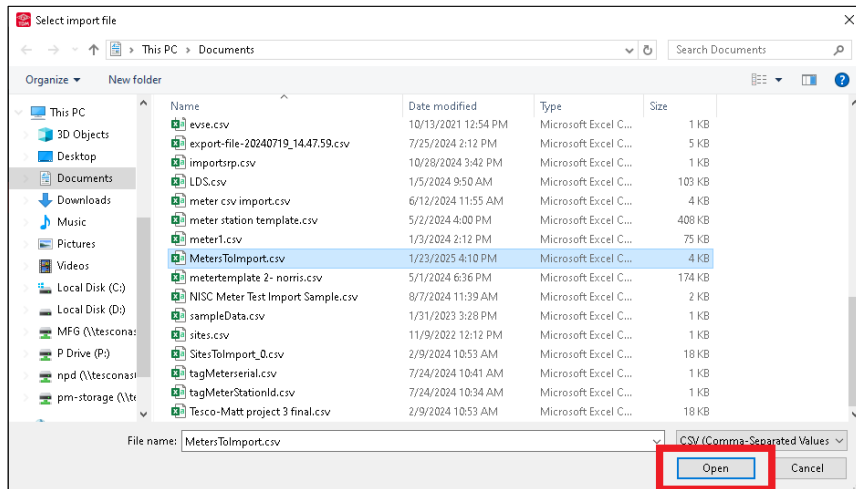 TDM Select import file
This PC > Documents
Search Documents
Organize New folder
Name Date modified Type Size
This PC
3D Objects
Desktop
Documents
Downloads
Music
Pictures
Videos
Local Disk (C:)
Local Disk (D:)
MFG (\\tesconas
P Drive (P:)
npd (\\tesconast
pm-storage (\\te
evse.csv 10/13/2021 12:54 PM Microsoft Excel C... 1 KB
export-file-20240719_14.47.59.csv 7/25/2024 2:12 PM Microsoft Excel C... 5 KB
importsrp.csv 10/28/2024 3:42 PM Microsoft Excel C... 1 KB
LDS.csv 1/5/2024 9:50 AM Microsoft Excel C... 103 KB
meter csv import.csv 6/12/2024 11:55 AM Microsoft Excel C... 4 KB
meter station template.csv 5/2/2024 4:00 PM Microsoft Excel C... 408 KB
meter1.csv 1/3/2024 2:12 PM Microsoft Excel C... 75 KB
MetersToImport.csv 1/23/2025 4:10 PM Microsoft Excel C... 4 KB
metertemplate 2- norris.csv 5/1/2024 6:36 PM Microsoft Excel C... 174 KB
NISC Meter Test Import Sample.csv 8/7/2024 11:39 AM Microsoft Excel C... 2 KB
sampleData.csv 1/31/2023 3:28 PM Microsoft Excel C... 1 KB
sites.csv 11/9/2022 12:12 PM Microsoft Excel C... 1 KB
SitesToImport_0.csv 2/9/2024 10:53 AM Microsoft Excel C... 18 KB
tagMeterserial.csv 7/24/2024 10:41 AM Microsoft Excel C... 1 KB
tagMeterStationId.csv 7/24/2024 10:34 AM Microsoft Excel C... 1 KB
Tesco-Matt project 3 final.csv 2/9/2024 10:53 AM Microsoft Excel C... 18 KB
File name: MetersToImport.csv CSV (Comma-Separated Values
Open Cancel